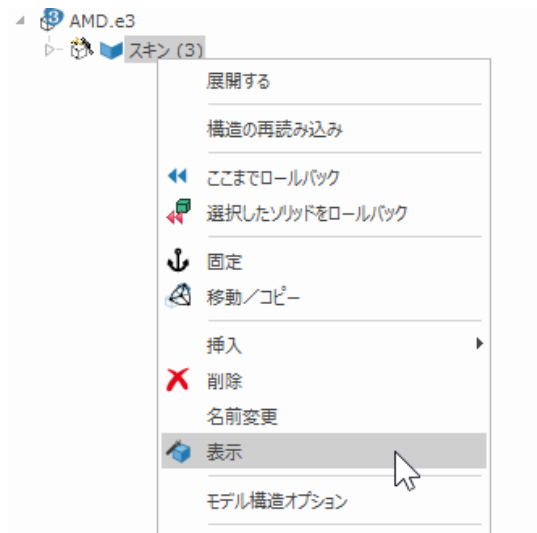 AMD.e3
スキン (3)
展開する
構造の再読み込み
ここまでロールバック
選択したソリッドをロールバック
固定
移動／コピー
挿入
削除
名前変更
表示
モデル構造オプション